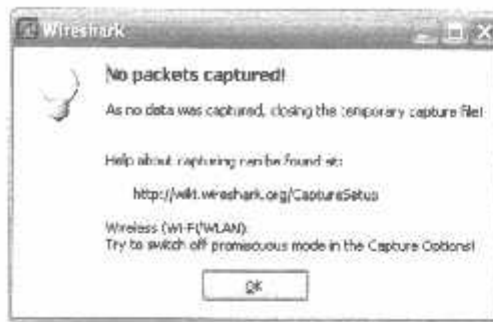 Wireshark
No packets captured!
As no data was captured, closing the temporary capture file!
Help about capturing can be found at:
http://wiki.wireshark.org/CaptureSetup
Wireless (Wi-Fi/WLAN):
Try to switch off promiscuous mode in the Capture Options!
OK